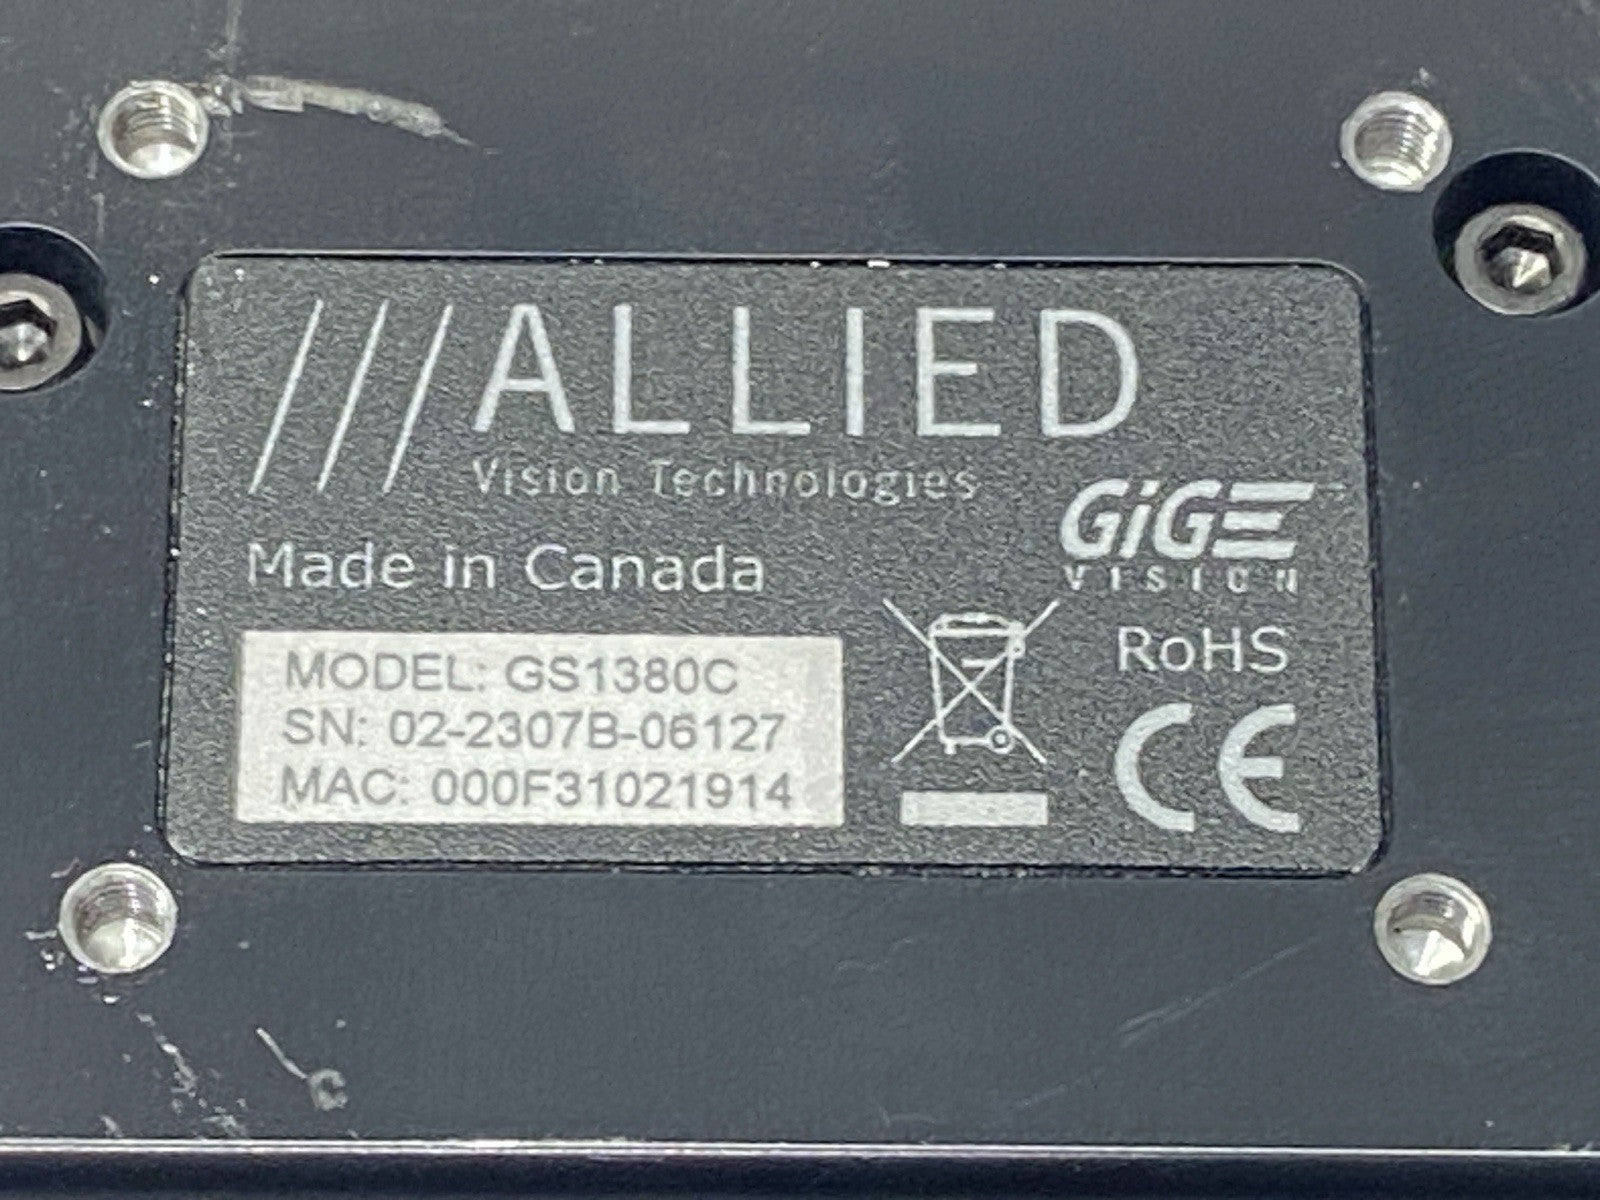 ALLIED
Vision Technologies
GiGE
VISION
Made in Canada
RoHS
MODEL: GS1380C
SN: 02-2307B-06127
MAC: 000F31021914
CE